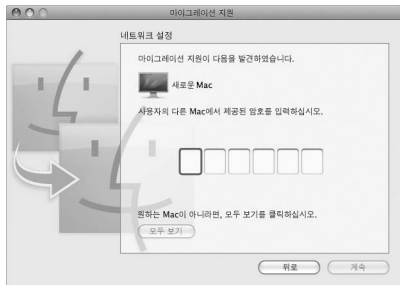 마이그레이션 지원
네트워크 설정
마이그레이션 지원이 다음을 발견하였습니다.
새로운 Mac
사용자의 다른 Mac에서 제공된 암호를 입력하십시오.
원하는 Mac이 아니라면, 모두 보기를 클릭하십시오.
모두 보기
뒤로
계속